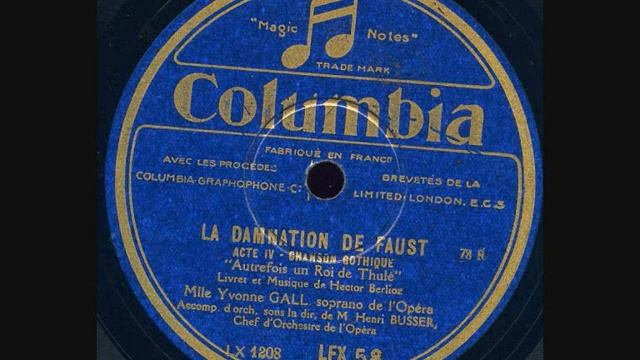 "Magic Notes"
TRADE MARK
Columbia
FABRIQUÉ EN FRANCE
AVEC LES PROCÉDÉS BREVETÉS DE LA
COLUMBIA-GRAPHOPHONE-Cº LIMITED·LONDON. E.C.3
LA DAMNATION DE FAUST
78 R
ACTE IV - CHANSON GOTHIQUE
"Autrefois un Roi de Thulé"
Livret et Musique de Hector Berlioz
Mlle Yvonne GALL, soprano de l'Opéra
Accomp. d'orch. sous la dir. de M. Henri BUSSER,
Chef d'Orchestre de l'Opéra
LX 1208 LFX 58